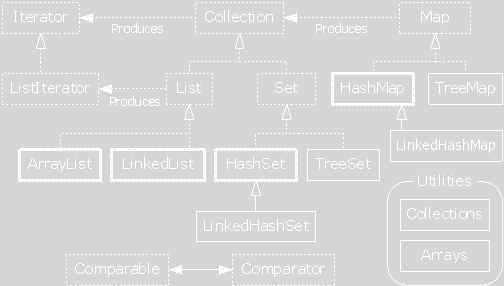 Iterator
Collection
Map
Produces
Produces
ListIterator
List
Set
HashMap
TreeMap
Produces
LinkedHashMap
ArrayList
LinkedList
HashSet
TreeSet
Utilities
Collections
LinkedHashSet
Arrays
Comparable
Comparator